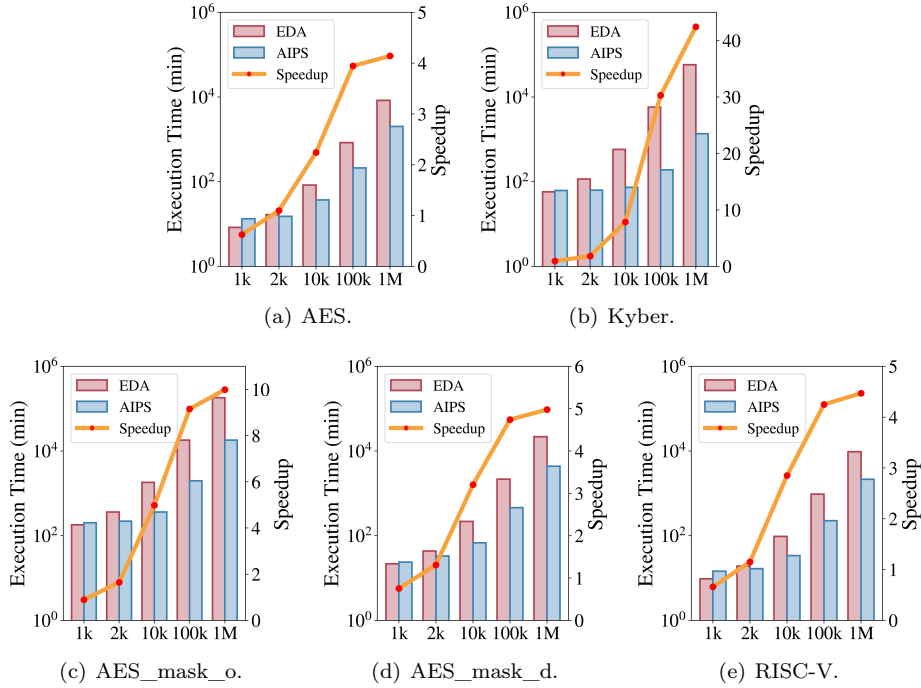 Execution Time (min)
10^6
10^4
10^2
10^0
EDA
AIPS
Speedup
5
4
3
2
1
0
Speedup
1k 2k 10k 100k 1M
(a) AES.
Execution Time (min)
10^6
10^4
10^2
10^0
EDA
AIPS
Speedup
40
30
20
10
0
Speedup
1k 2k 10k 100k 1M
(b) Kyber.
Execution Time (min)
10^6
10^4
10^2
10^0
EDA
AIPS
Speedup
10
8
6
4
2
0
Speedup
1k 2k 10k 100k 1M
(c) AES_mask_o.
Execution Time (min)
10^6
10^4
10^2
10^0
EDA
AIPS
Speedup
6
5
4
3
2
1
0
Speedup
1k 2k 10k 100k 1M
(d) AES_mask_d.
Execution Time (min)
10^6
10^4
10^2
10^0
EDA
AIPS
Speedup
5
4
3
2
1
0
Speedup
1k 2k 10k 100k 1M
(e) RISC-V.